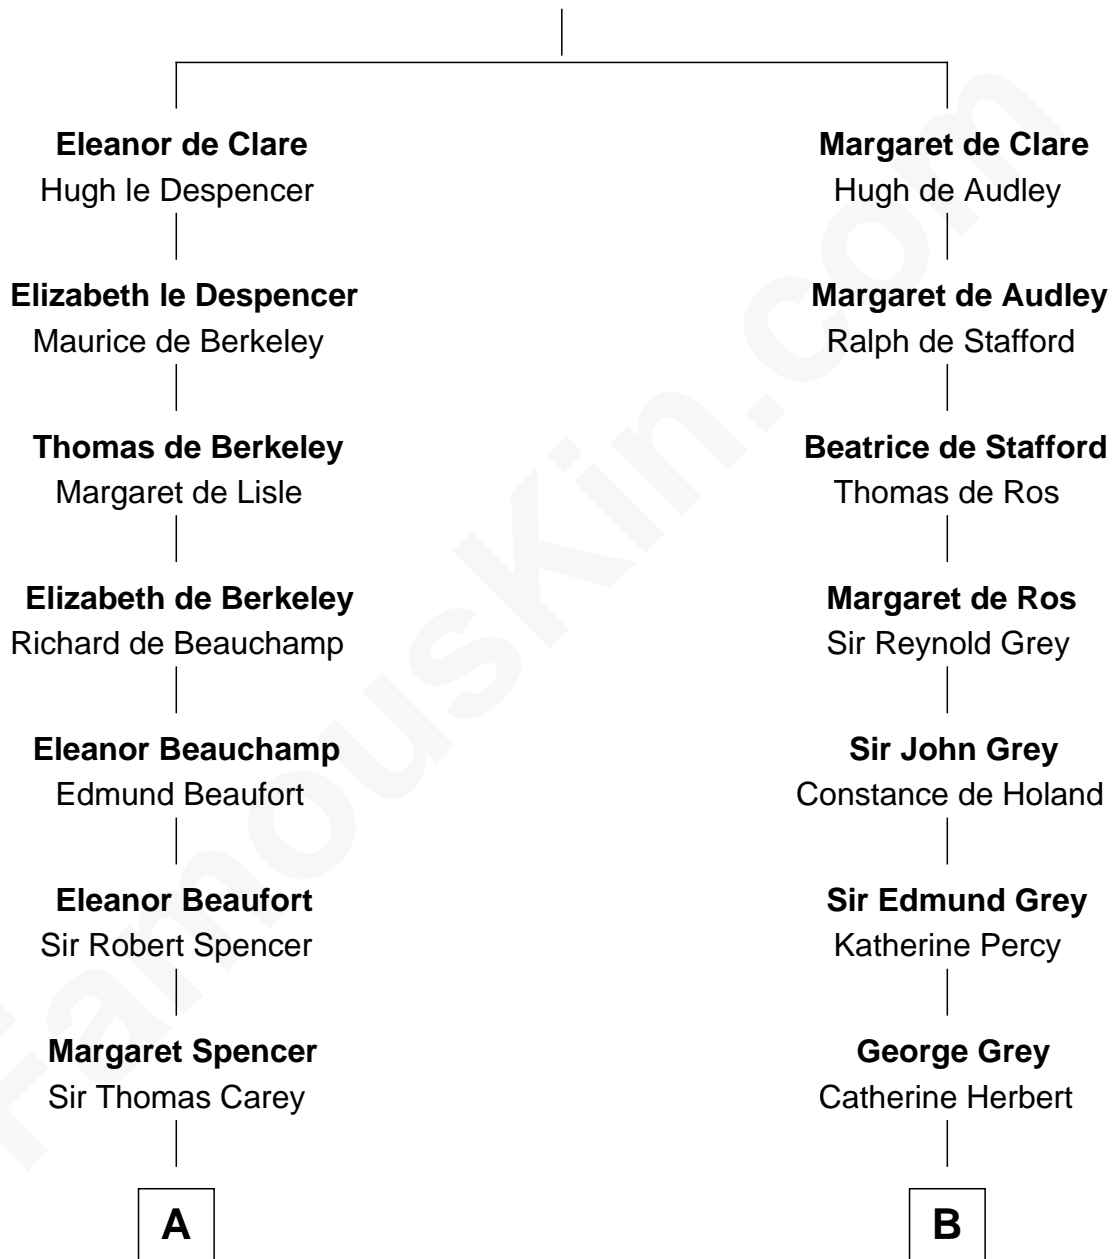 Eleanor de Clare
Hugh le Despencer
Elizabeth le Despencer
Maurice de Berkeley
Thomas de Berkeley
Margaret de Lisle
Elizabeth de Berkeley
Richard de Beauchamp
Eleanor Beauchamp
Edmund Beaufort
Eleanor Beaufort
Sir Robert Spencer
Margaret Spencer
Sir Thomas Carey
A
Margaret de Clare
Hugh de Audley
Margaret de Audley
Ralph de Stafford
Beatrice de Stafford
Thomas de Ros
Margaret de Ros
Sir Reynold Grey
Sir John Grey
Constance de Holand
Sir Edmund Grey
Katherine Percy
George Grey
Catherine Herbert
B
FamousKin.com